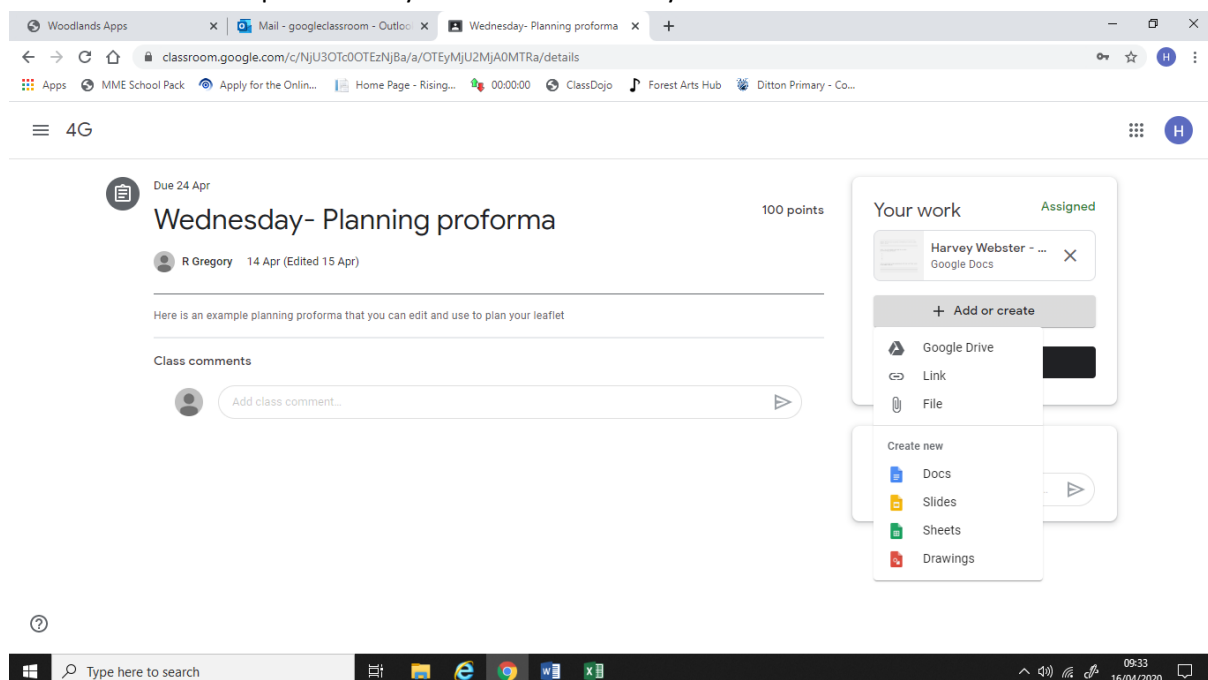 Woodlands Apps
Mail - googleclassroom - Outloo
Wednesday- Planning proforma
classroom.google.com/c/NjU3OTc0OTEzNjBa/a/OTEyMjU2MjA0MTRa/details
H
Apps
MME School Pack
Apply for the Onlin...
Home Page - Rising...
00:00:00
ClassDojo
Forest Arts Hub
Ditton Primary - Co...
4G
H
Due 24 Apr
Wednesday- Planning proforma
100 points
R Gregory 14 Apr (Edited 15 Apr)
Here is an example planning proforma that you can edit and use to plan your leaflet
Class comments
Add class comment...
Your work
Assigned
Harvey Webster - ...
Google Docs
+ Add or create
Google Drive
Link
File
Create new
Docs
Slides
Sheets
Drawings
Type here to search
09:33
16/04/2020